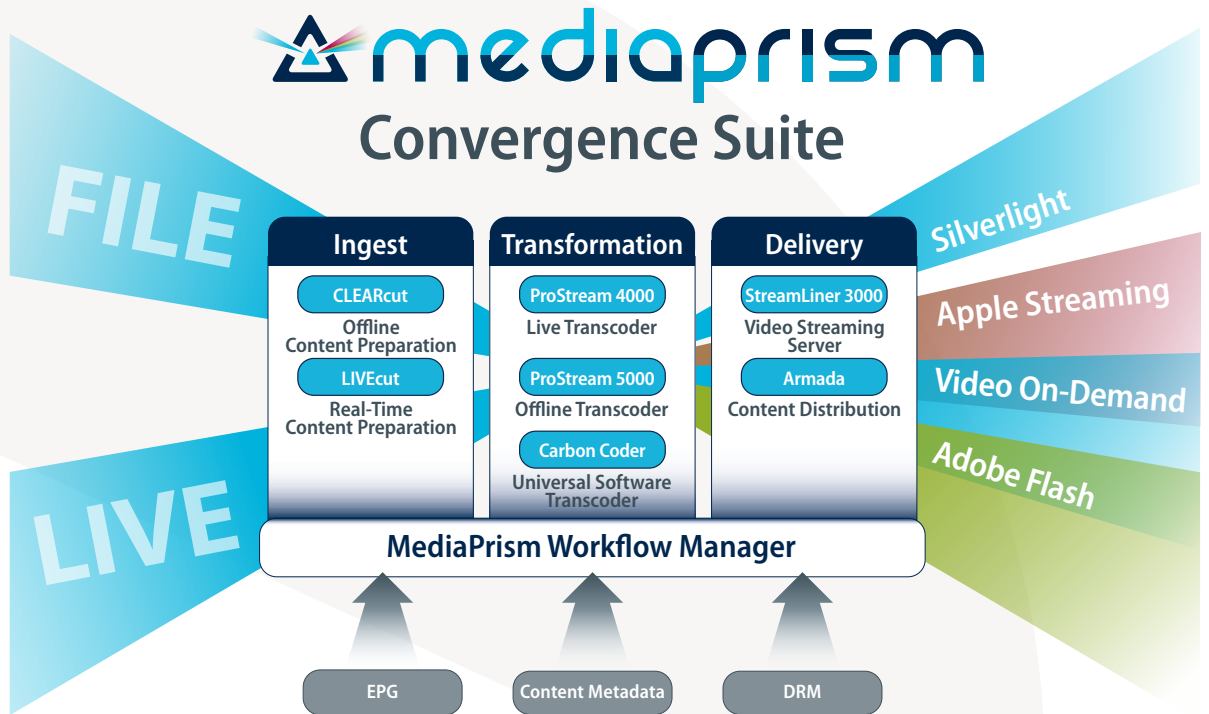 mediaprism
Convergence Suite
FILE
LIVE
Ingest
CLEARcut
Offline
Content Preparation
LIVEcut
Real-Time
Content Preparation
Transformation
ProStream 4000
Live Transcoder
ProStream 5000
Offline Transcoder
Carbon Coder
Universal Software
Transcoder
Delivery
StreamLiner 3000
Video Streaming
Server
Armada
Content Distribution
Silverlight
Apple Streaming
Video On-Demand
Adobe Flash
MediaPrism Workflow Manager
EPG
Content Metadata
DRM